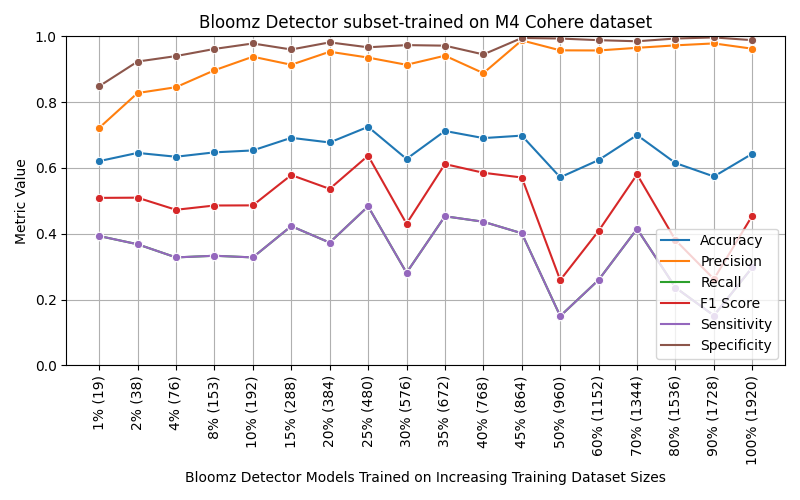 Bloomz Detector subset-trained on M4 Cohere dataset
1.0
0.8
0.6
0.4
0.2
0.0
Metric Value
Accuracy
Precision
Recall
F1 Score
Sensitivity
Specificity
1% (19)
2% (38)
4% (76)
8% (153)
10% (192)
15% (288)
20% (384)
25% (480)
30% (576)
35% (672)
40% (768)
45% (864)
50% (960)
60% (1152)
70% (1344)
80% (1536)
90% (1728)
100% (1920)
Bloomz Detector Models Trained on Increasing Training Dataset Sizes